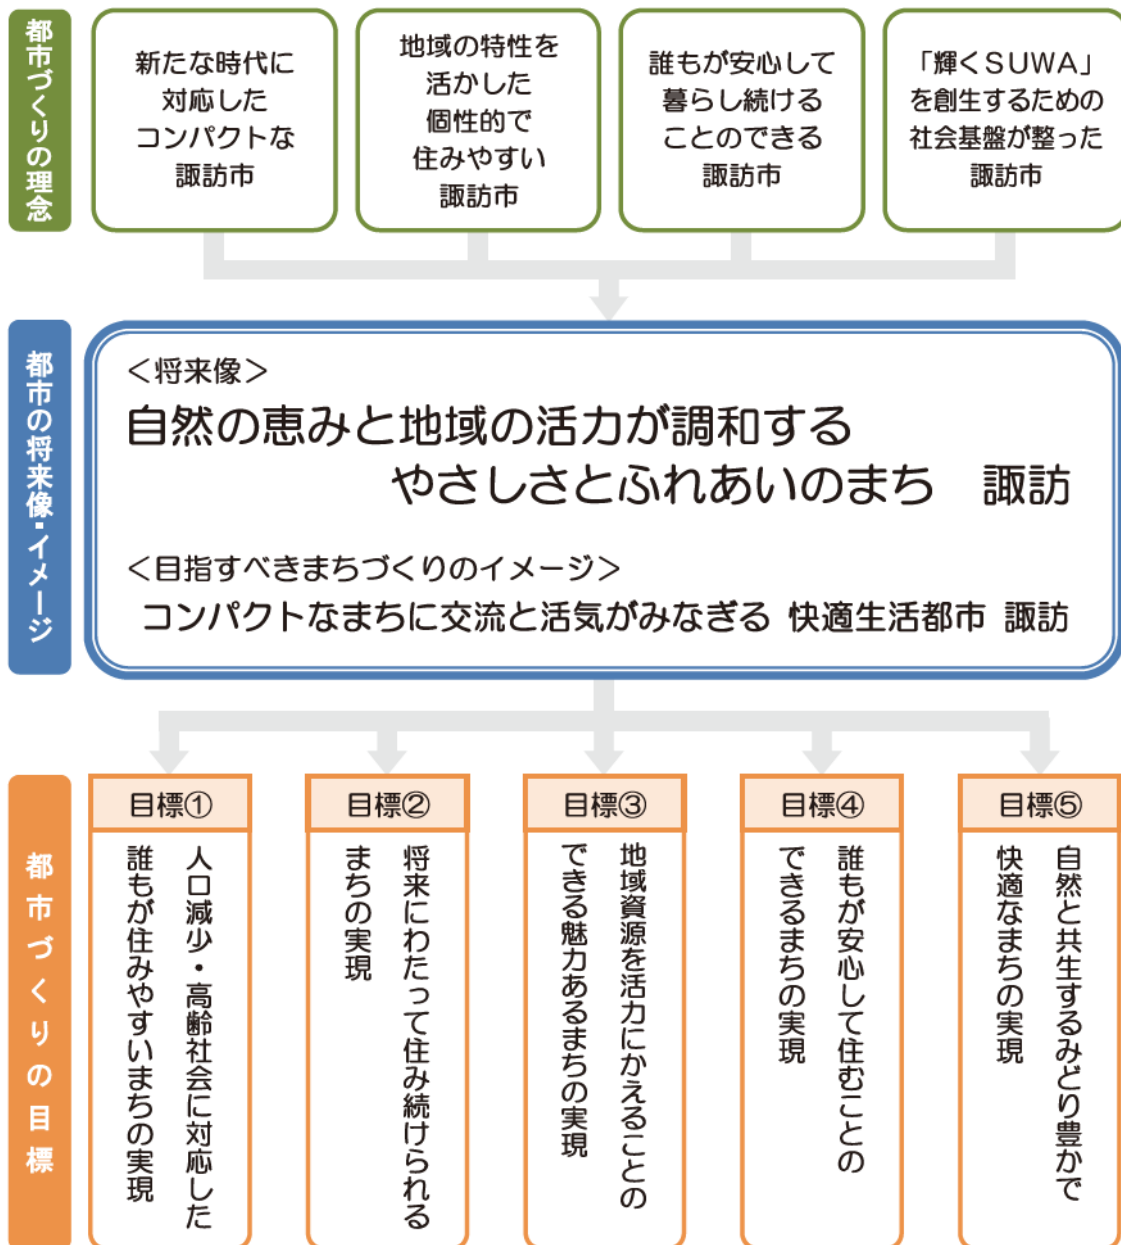 都市づくりの理念
新たな時代に
対応した
コンパクトな
諏訪市
地域の特性を
活かした
個性的で
住みやすい
諏訪市
誰もが安心して
暮らし続ける
ことのできる
諏訪市
「輝くSUWA」
を創生するための
社会基盤が整った
諏訪市
都市の将来像・イメージ
＜将来像＞
自然の恵みと地域の活力が調和する
やさしさとふれあいのまち　諏訪
＜目指すべきまちづくりのイメージ＞
コンパクトなまちに交流と活気がみなぎる 快適生活都市 諏訪
都市づくりの目標
目標①
人口減少・高齢社会に対応した
誰もが住みやすいまちの実現
目標②
将来にわたって住み続けられる
まちの実現
目標③
地域資源を活力にかえることの
できる魅力あるまちの実現
目標④
誰もが安心して住むことの
できるまちの実現
目標⑤
自然と共生するみどり豊かで
快適なまちの実現